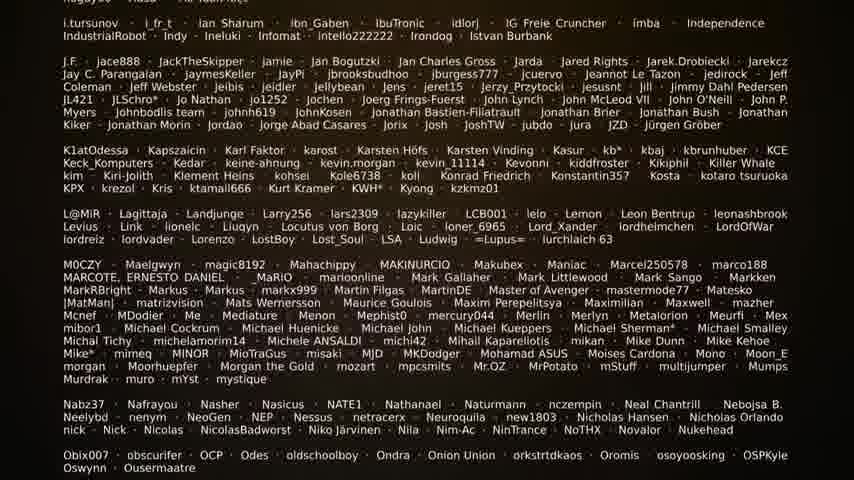 i.tursunov · i_fr_t · Ian Sharum · ibn_Gaben · IbuTronic · idlorj · IG Freie Cruncher · imba · Independence
IndustrialRobot · Indy · Ineluki · Infomat · intello222222 · Irondog · Istvan Burbank
J.F. · Jace888 · JackTheSkipper · jamie · Jan Bogutzki · Jan Charles Gross · Jarda · Jared Rights · Jarek.Drobiecki · Jarekcz
Jay C. Parangalan · jaymesKeller · JayPi · jbrooksbudhoo · jburgess777 · jcuervo · Jeannot Le Tazon · jedirock · Jeff
Coleman · Jeff Webster · Jeibis · jeidler · Jellybean · Jens · jeret15 · Jerzy_Przytocki · jesusnt · Jill · Jimmy Dahl Pedersen
JL421 · JLSchro* · Jo Nathan · jo1252 · Jochen · Joerg Frings-Fuerst · John Lynch · John McLeod VII · John O'Neill · John P.
Myers · Johnbodlis team · johnh619 · JohnKosen · Jonathan Bastien-Filiatrault · Jonathan Brier · Jonathan Bush · Jonathan
Kiker · Jonathan Morin · Jordao · Jorge Abad Casares · Jorix · Josh · JoshTW · jubdo · jura · JZD · Jürgen Gröber
K1atOdessa · Kapszaicin · Karl Faktor · karost · Karsten Höfs · Karsten Vinding · Kasur · kb* · kbaj · kbrunhuber · KCE
Keck_Komputers · Kedar · keine-ahnung · kevin.morgan · kevin_11114 · Kevonni · kiddfroster · Kikiphil · Killer Whale
kim · Kiri-Jolith · Klement Heins · kohsei · Kole6738 · koll · Konrad Friedrich · Konstantin357 · Kosta · kotaro tsuruoka
KPX · krezol · Kris · ktamail666 · Kurt Kramer · KWH* · Kyong · kzkmz01
L@MiR · Lagittaja · Landjunge · Larry256 · lars2309 · lazykiller · LCB001 · lelo · Lemon · Leon Bentrup · leonashbrook
Levius · Link · lionelc · Liuqyn · Locutus von Borg · Loic · loner_6965 · Lord_Xander · lordhelmchen · LordOfWar
lordreiz · lordvader · Lorenzo · LostBoy · Lost_Soul · LSA · Ludwig · =Lupus= · lurchlaich 63
M0CZY · Maelgwyn · magic8192 · Mahachippy · MAKINURCIO · Makubex · Maniac · Marcel250578 · marco188
MARCOTE, ERNESTO DANIEL · _MaRiO · marioonline · Mark Gallaher · Mark Littlewood · Mark Sango · Markken
MarkRBright · Markus · Markus · markx999 · Martin Filgas · MartinDE · Master of Avenger · mastermode77 · Matesko
|MatMan| · matrizvision · Mats Wernersson · Maurice Goulois · Maxim Perepelitsya · Maximilian · Maxwell · mazher
Mcnef · MDodier · Me · Mediature · Menon · Mephist0 · mercury044 · Merlin · Merlyn · Metalorion · Meurfi · Mex
mibor1 · Michael Cockrum · Michael Huenicke · Michael John · Michael Kueppers · Michael Sherman* · Michael Smalley
Michal Tichy · michelamorim14 · Michele ANSALDI · michi42 · Mihail Kapareliotis · mikan · Mike Dunn · Mike Kehoe
Mike* · mimeq · MINOR · MioTraGus · misaki · MJD · MKDodger · Mohamad ASUS · Moises Cardona · Mono · Moon_E
morgan · Moorhuepfer · Morgan the Gold · mozart · mpcsmits · Mr.OZ · MrPotato · mStuff · multijumper · Mumps
Murdrak · muro · mYst · mystique
Nabz37 · Nafrayou · Nasher · Nasicus · NATE1 · Nathanael · Naturmann · nczempin · Neal Chantrill · Nebojsa B.
Neelybd · nenym · NeoGen · NEP · Nessus · netracerx · Neuroquila · new1803 · Nicholas Hansen · Nicholas Orlando
nick · Nick · Nicolas · NicolasBadworst · Niko Järvinen · Nila · Nim-Ac · NinTrance · NoTHX · Novalor · Nukehead
Obix007 · obscurifer · OCP · Odes · oldschoolboy · Ondra · Onion Union · orkstrtdkaos · Oromis · osoyoosking · OSPKyle
Oswynn · Ousermaatre